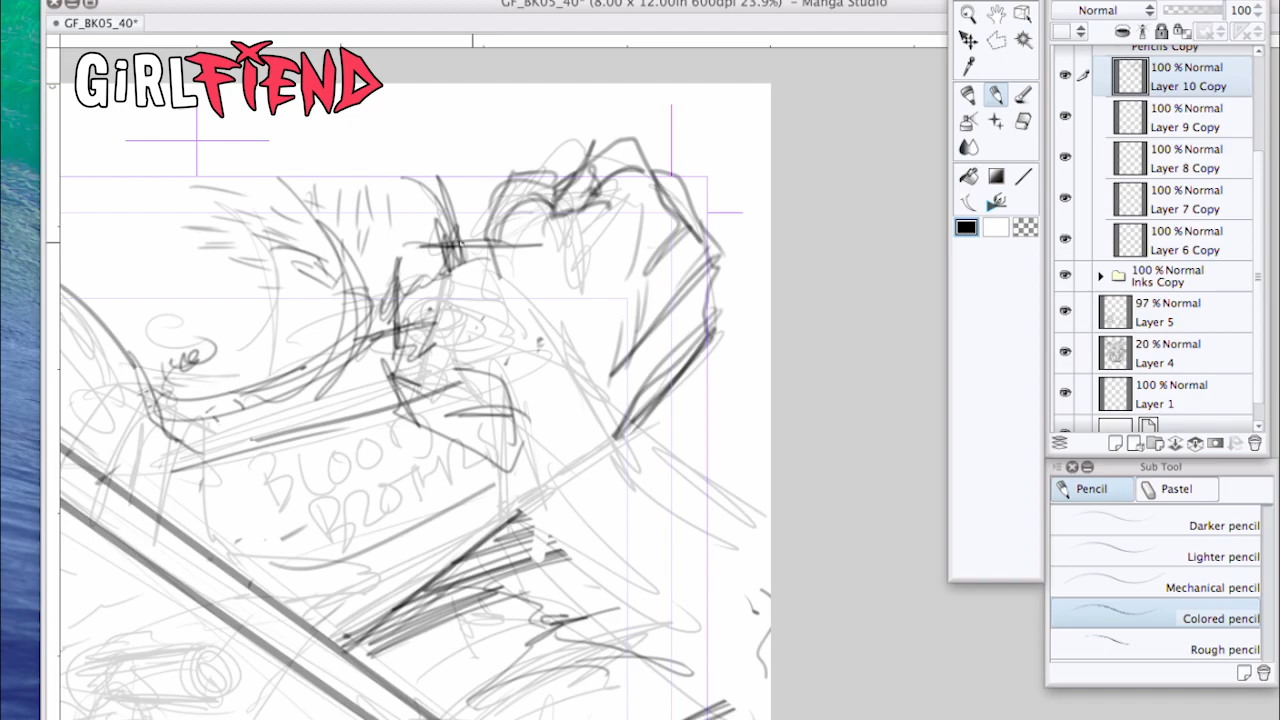 GF_BK05_40* (8.00 x 12.00in 600dpi 23.9%) - Manga Studio
GF_BK05_40*
GiRLFiEND
BLOOD
Normal
100
Pencils Copy
100 % Normal
Layer 10 Copy
100 % Normal
Layer 9 Copy
100 % Normal
Layer 8 Copy
100 % Normal
Layer 7 Copy
100 % Normal
Layer 6 Copy
100 % Normal
Inks Copy
97 % Normal
Layer 5
20 % Normal
Layer 4
100 % Normal
Layer 1
Sub Tool
Pencil
Pastel
Darker pencil
Lighter pencil
Mechanical pencil
Colored pencil
Rough pencil